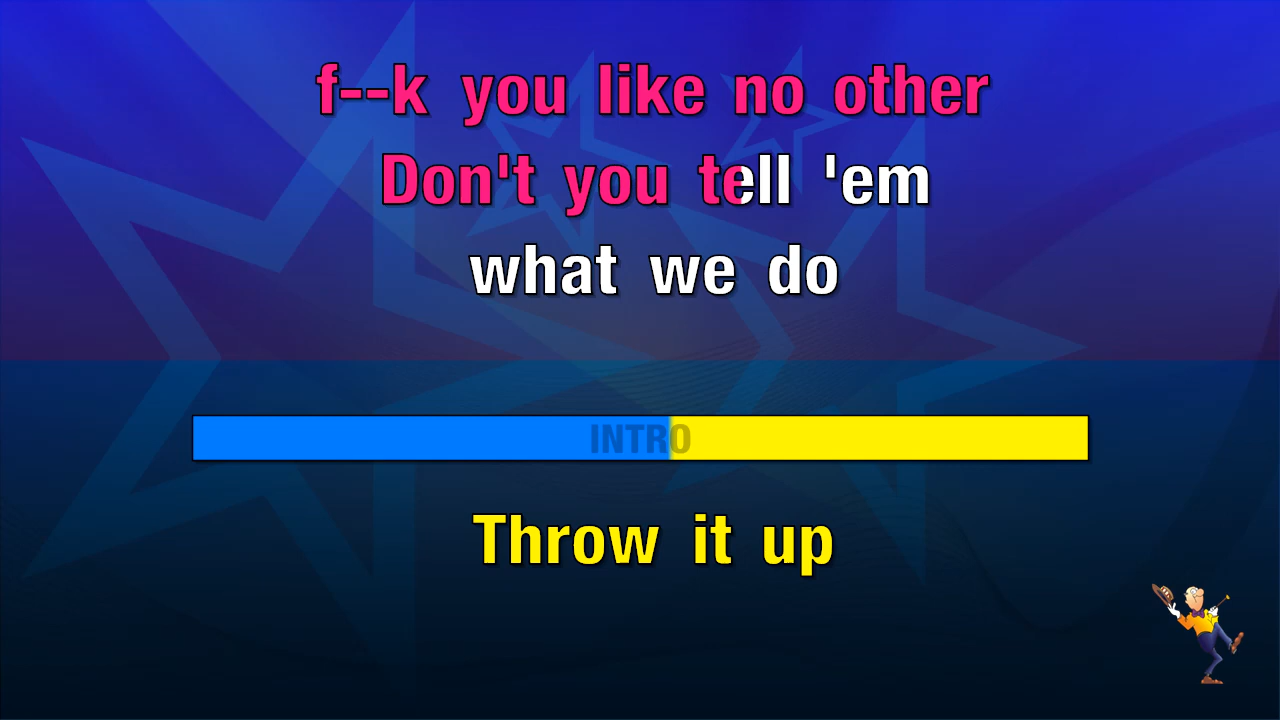 f--k you like no other
Don't you tell 'em
what we do
INTRO
Throw it up